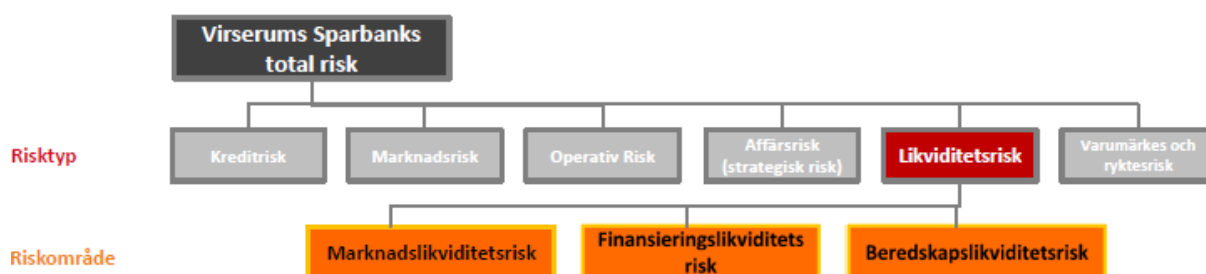 Virserums Sparbanks
total risk
Risktyp
Kreditrisk
Marknadsrisk
Operativ Risk
Affärsrisk
(strategisk risk)
Likviditetsrisk
Varumärkes och
ryktesrisk
Riskområde
Marknadslikviditetsrisk
Finansieringslikviditets
risk
Beredskapslikviditetsrisk